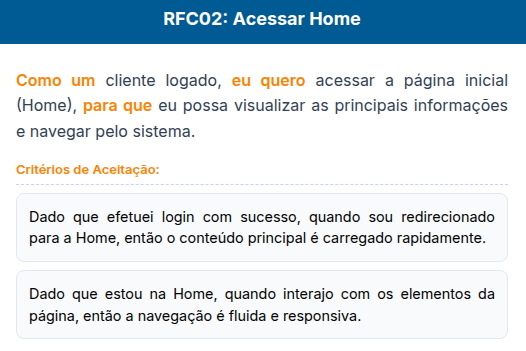 RFC02: Acessar Home
Como um cliente logado, eu quero acessar a página inicial
(Home), para que eu possa visualizar as principais informações
e navegar pelo sistema.
Critérios de Aceitação:
Dado que efetuei login com sucesso, quando sou redirecionado
para a Home, então o conteúdo principal é carregado rapidamente.
Dado que estou na Home, quando interajo com os elementos da
página, então a navegação é fluida e responsiva.